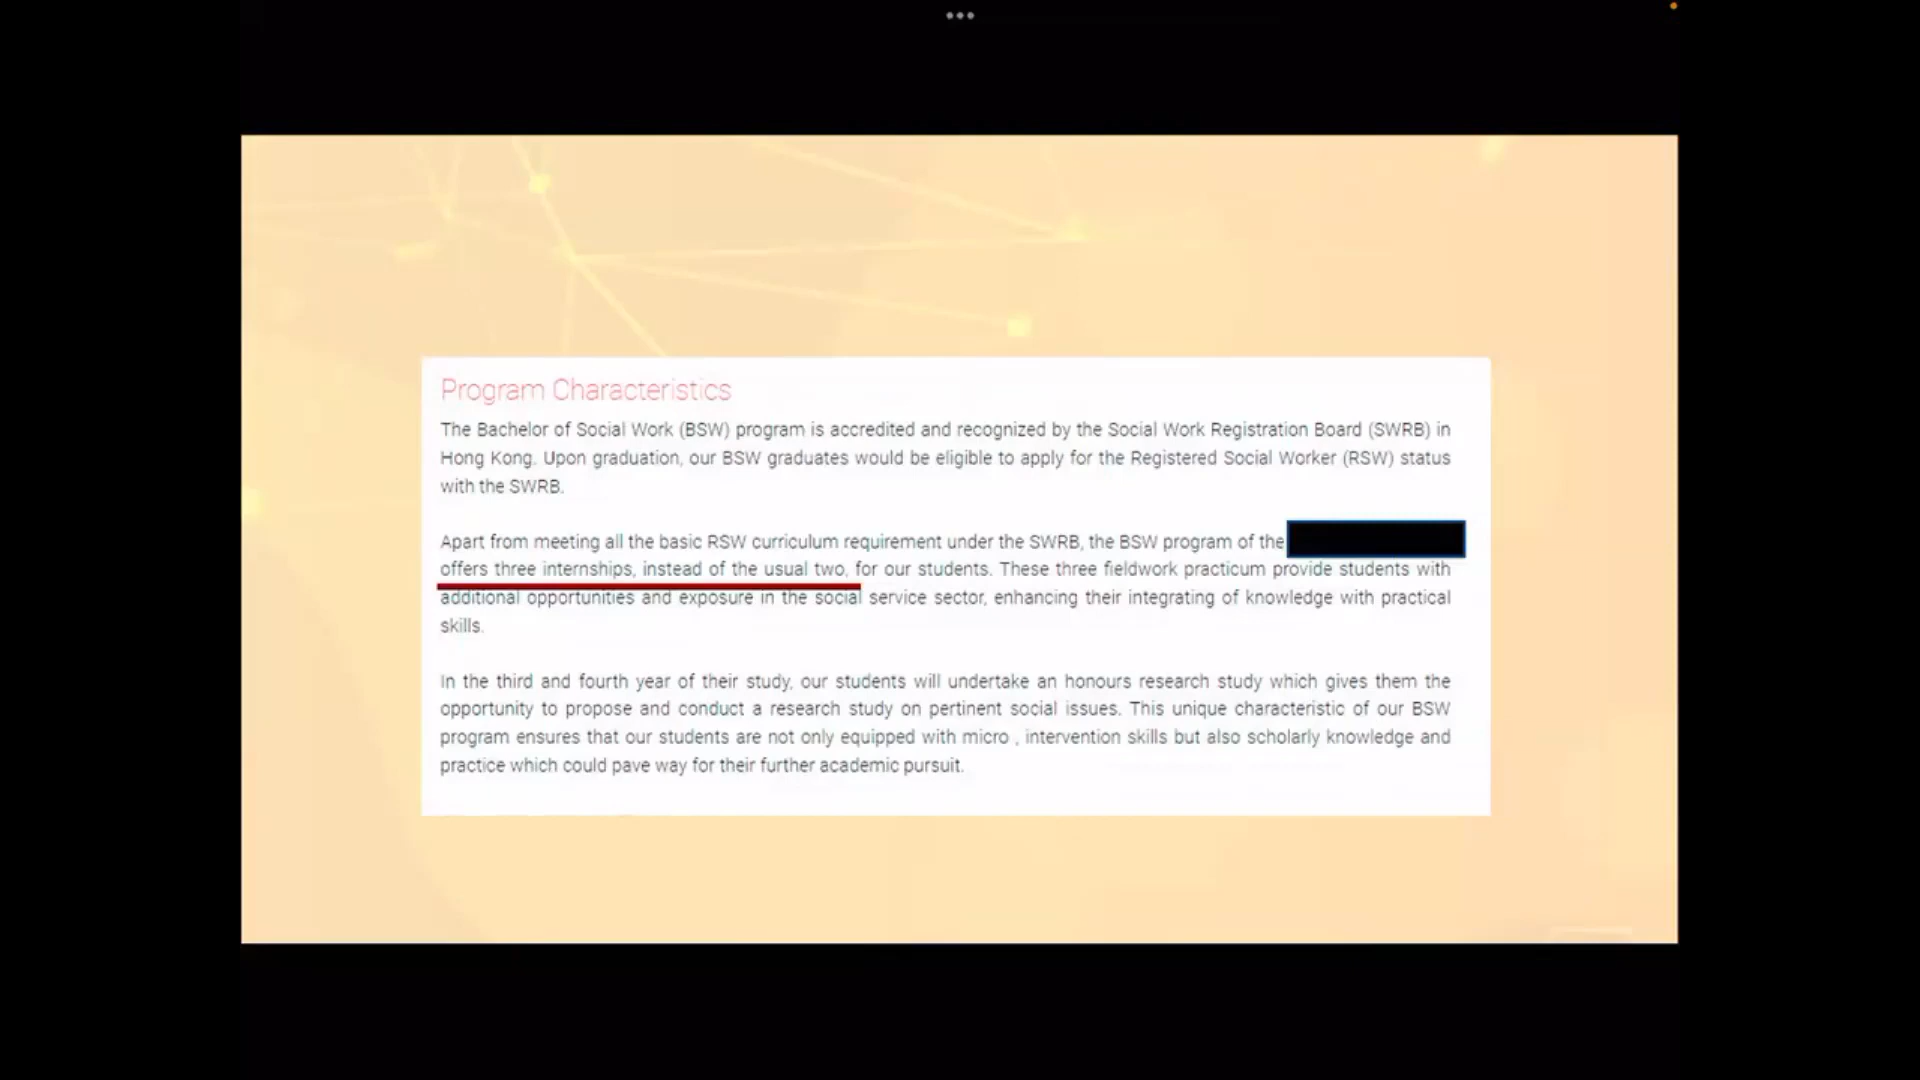 Program Characteristics
The Bachelor of Social Work (BSW) program is accredited and recognized by the Social Work Registration Board (SWRB) in
Hong Kong. Upon graduation, our BSW graduates would be eligible to apply for the Registered Social Worker (RSW) status
with the SWRB.
Apart from meeting all the basic RSW curriculum requirement under the SWRB, the BSW program of the
offers three internships, instead of the usual two, for our students. These three fieldwork practicum provide students with
additional opportunities and exposure in the social service sector, enhancing their integrating of knowledge with practical
skills.
In the third and fourth year of their study, our students will undertake an honours research study which gives them the
opportunity to propose and conduct a research study on pertinent social issues. This unique characteristic of our BSW
program ensures that our students are not only equipped with micro , intervention skills but also scholarly knowledge and
practice which could pave way for their further academic pursuit.